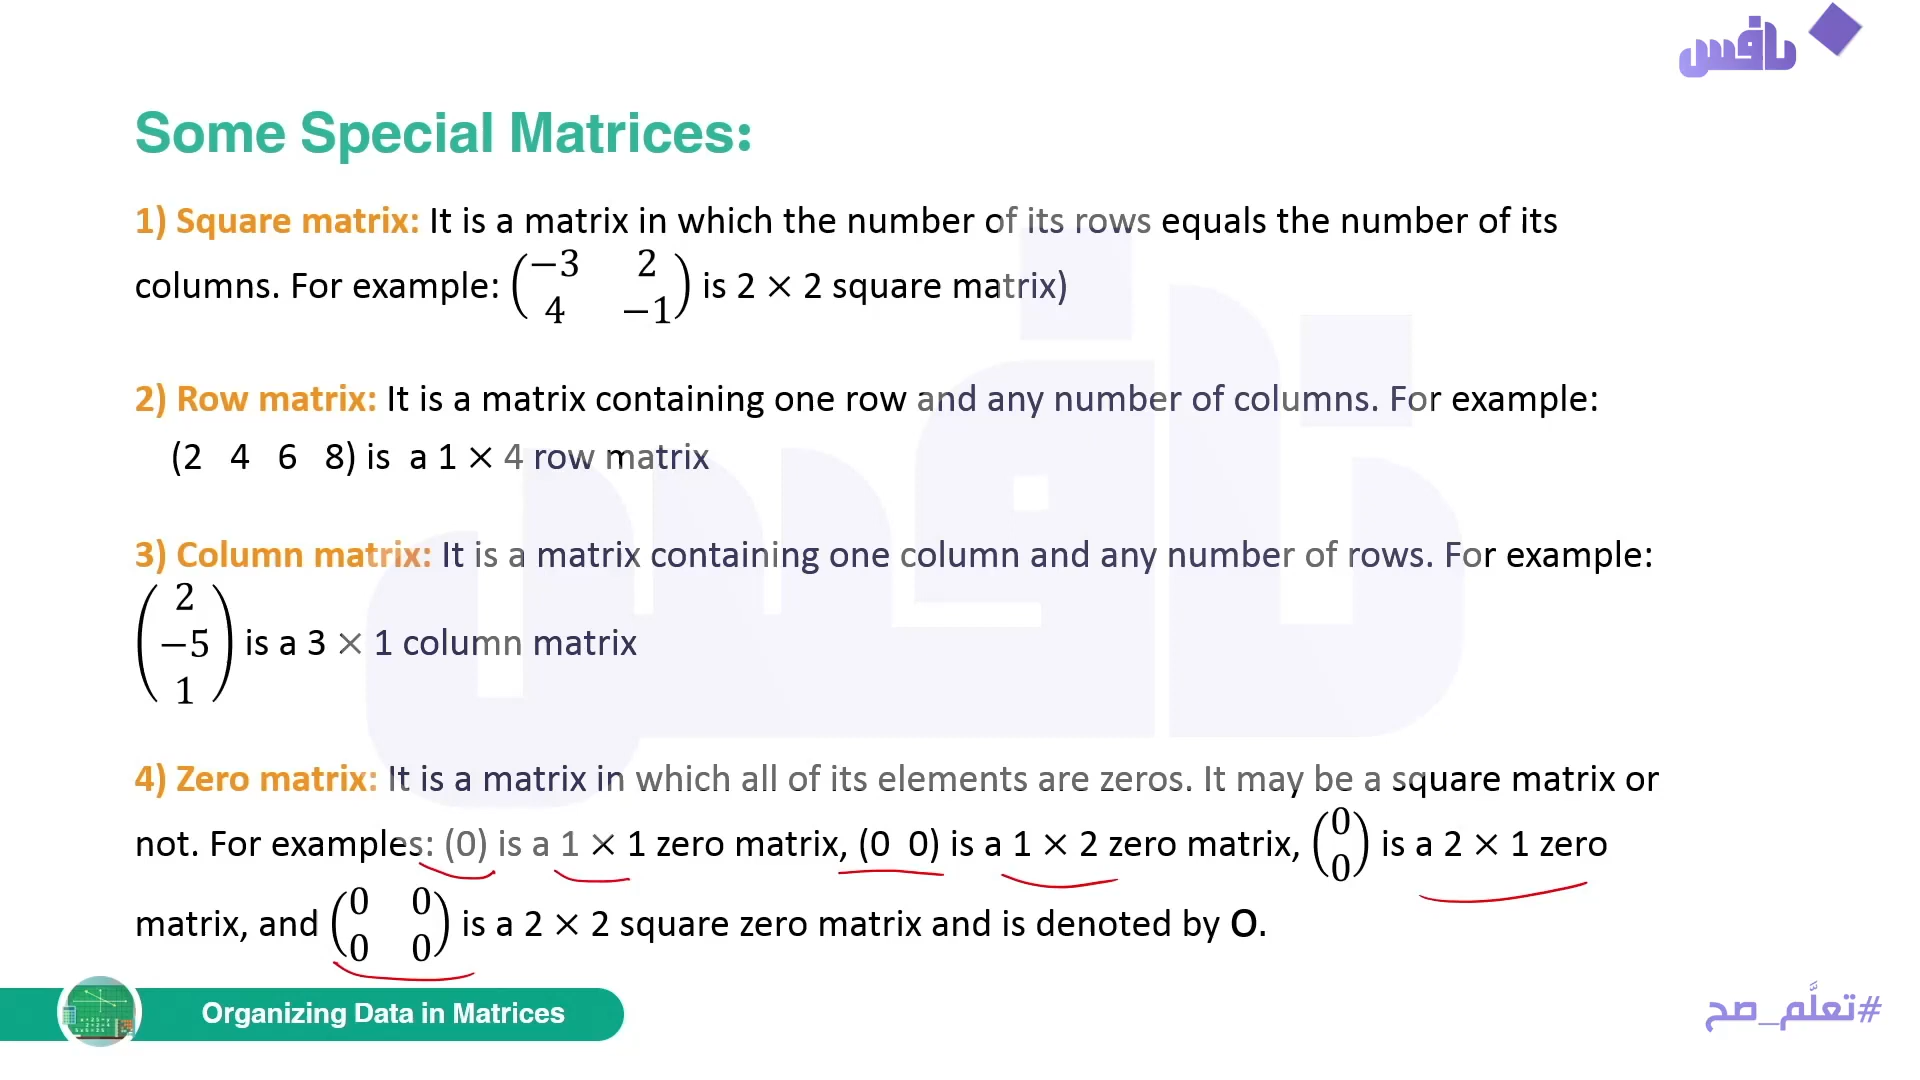 نافس
Some Special Matrices:
1) Square matrix: It is a matrix in which the number of its rows equals the number of its
columns. For example: (−3 2
4 −1) is 2 × 2 square matrix)
2) Row matrix: It is a matrix containing one row and any number of columns. For example:
(2 4 6 8) is a 1 × 4 row matrix
3) Column matrix: It is a matrix containing one column and any number of rows. For example:
(2
−5
1) is a 3 × 1 column matrix
4) Zero matrix: It is a matrix in which all of its elements are zeros. It may be a square matrix or
not. For examples: (0) is a 1 × 1 zero matrix, (0 0) is a 1 × 2 zero matrix, (0
0) is a 2 × 1 zero
matrix, and (0 0
0 0) is a 2 × 2 square zero matrix and is denoted by O.
Organizing Data in Matrices
#تعلَّم_صح